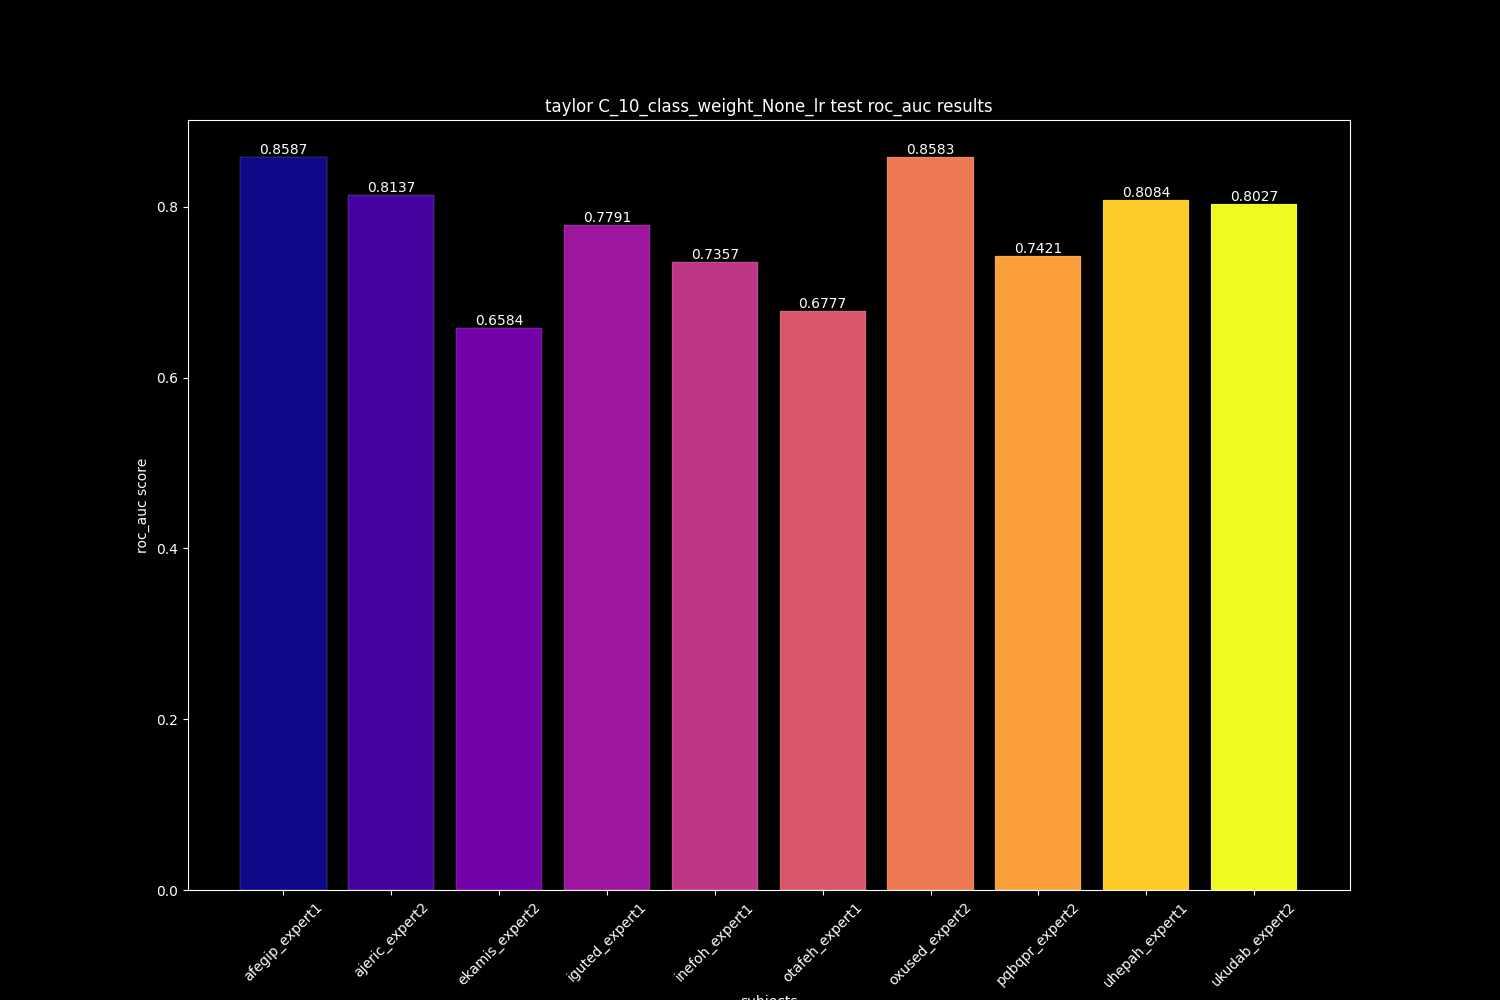 taylor C_10_class_weight_None_lr test roc_auc results
0.8587
0.8137
0.6584
0.7791
0.7357
0.6777
0.8583
0.7421
0.8084
0.8027
roc_auc score
0.8
0.6
0.4
0.2
0.0
afegip_expert1
ajeric_expert2
ekamis_expert2
iguted_expert1
inefoh_expert1
otafeh_expert1
oxused_expert2
pqbqpr_expert2
uhepah_expert1
ukudab_expert2
subjects